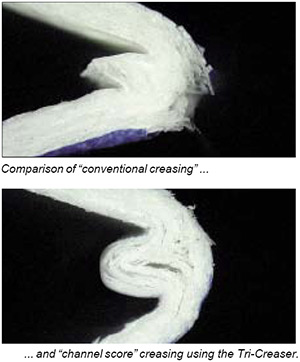 Comparison of “conventional creasing” ...
... and “channel score” creasing using the Tri-Creaser.